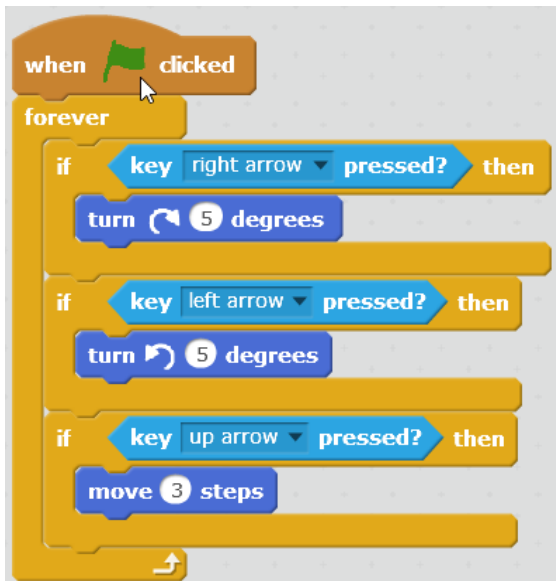 when clicked
forever
if key right arrow pressed? then
turn 5 degrees
if key left arrow pressed? then
turn 5 degrees
if key up arrow pressed? then
move 3 steps